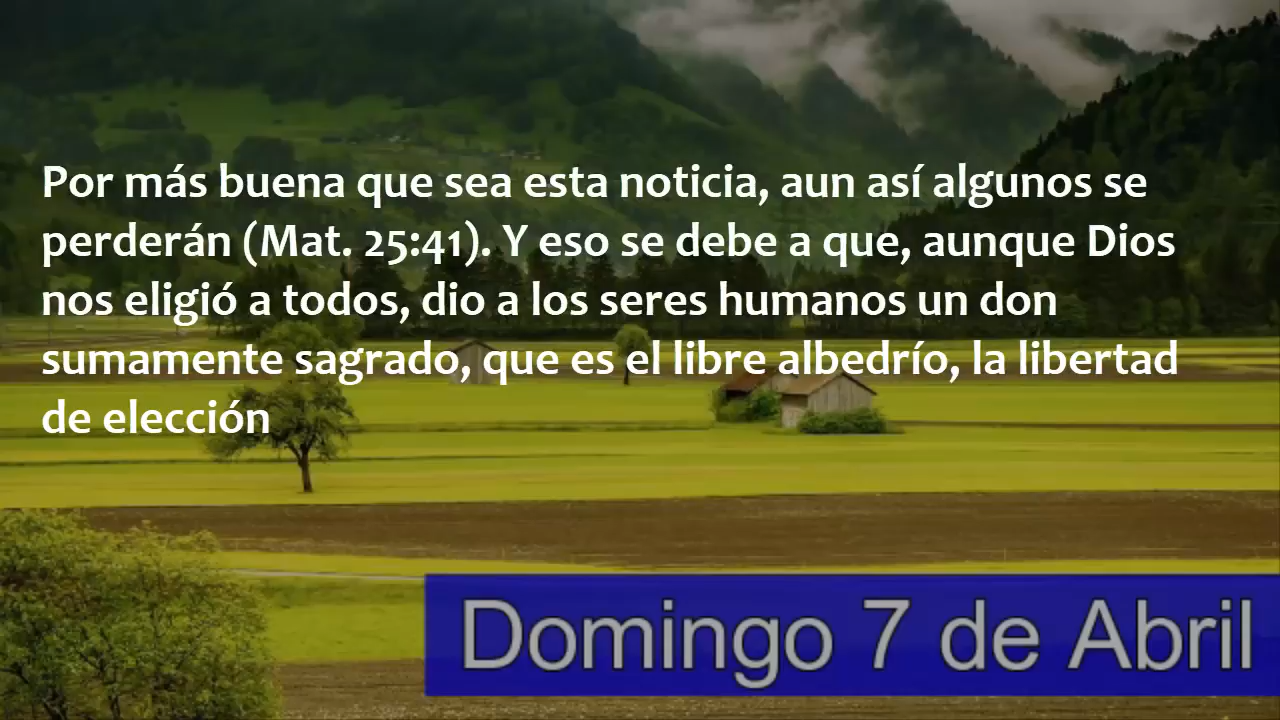 Por más buena que sea esta noticia, aun así algunos se
perderán (Mat. 25:41). Y eso se debe a que, aunque Dios
nos eligió a todos, dio a los seres humanos un don
sumamente sagrado, que es el libre albedrío, la libertad
de elección
Domingo 7 de Abril